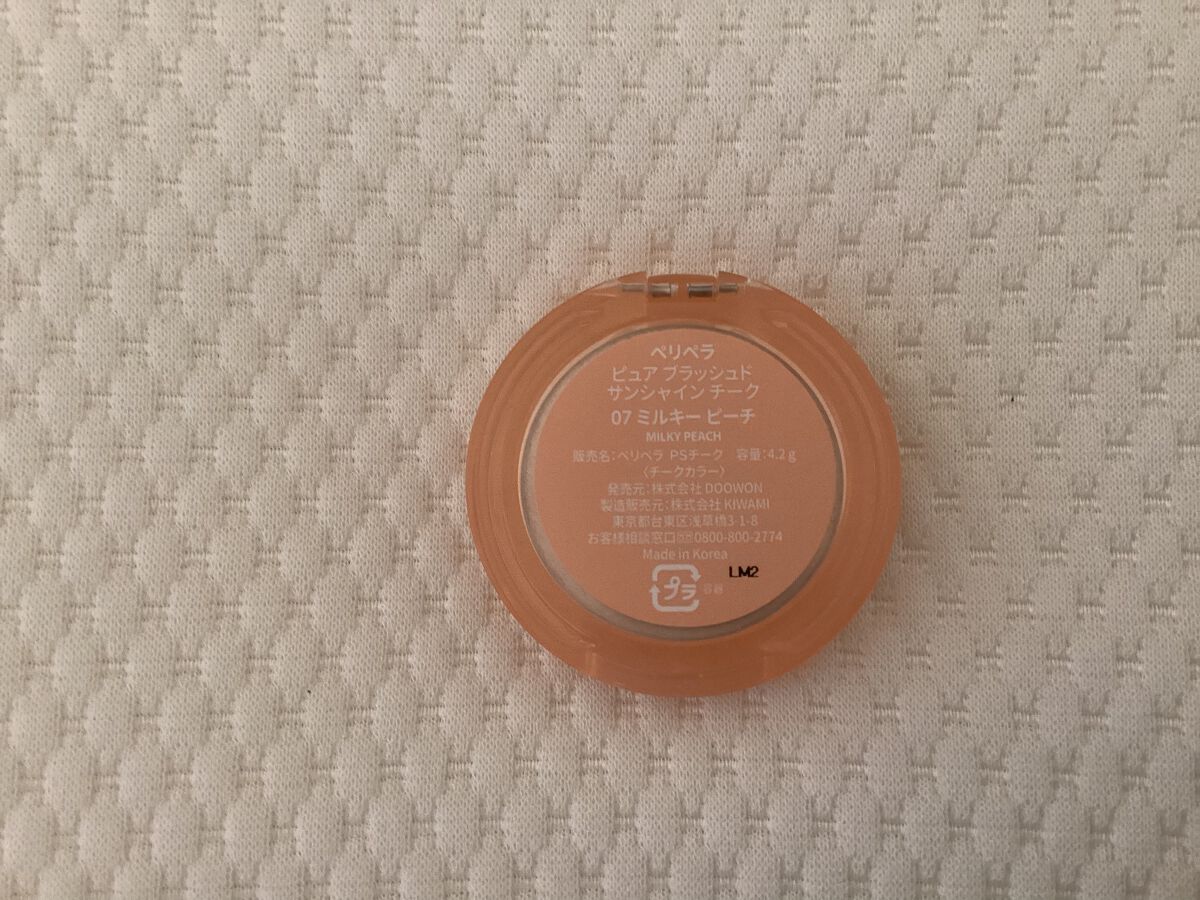 ペリペラ
ピュア ブラッシュド
サンシャイン チーク
07 ミルキー ピーチ
MILKY PEACH
販売名:ペリペラ PSチーク 容量:4.2g
〈チークカラー〉
発売元:株式会社 DOOWON
製造販売元:株式会社 KIWAMI
東京都台東区浅草橋3-1-8
お客様相談窓口 0800-800-2774
Made in Korea
LM2
プラ 容器